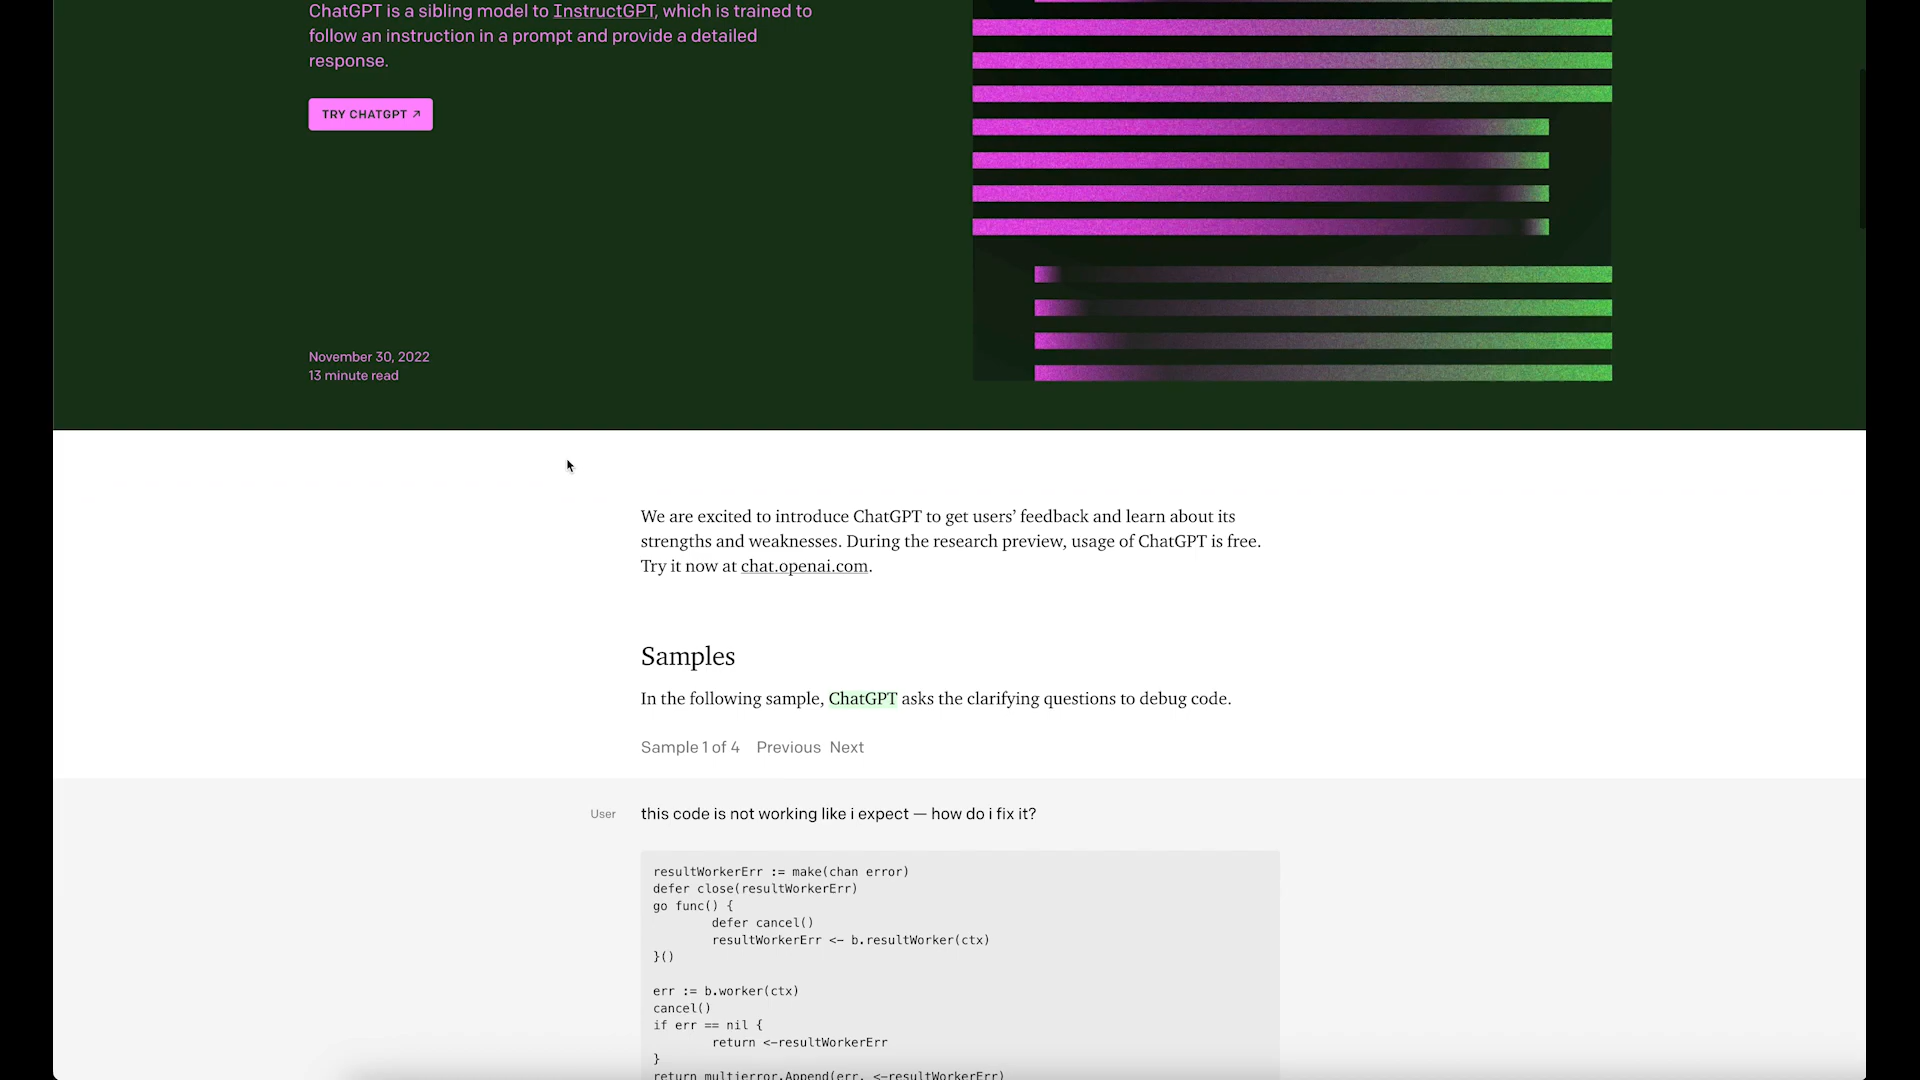 ChatGPT is a sibling model to InstructGPT, which is trained to
follow an instruction in a prompt and provide a detailed
response.
TRY CHATGPT ↗
November 30, 2022
13 minute read
We are excited to introduce ChatGPT to get users’ feedback and learn about its
strengths and weaknesses. During the research preview, usage of ChatGPT is free.
Try it now at chat.openai.com.
Samples
In the following sample, ChatGPT asks the clarifying questions to debug code.
Sample 1 of 4 Previous Next
User this code is not working like i expect — how do i fix it?
resultWorkerErr := make(chan error)
defer close(resultWorkerErr)
go func() {
defer cancel()
resultWorkerErr <- b.resultWorker(ctx)
}()
err := b.worker(ctx)
cancel()
if err == nil {
return <-resultWorkerErr
}
return multierror.Append(err, <-resultWorkerErr)